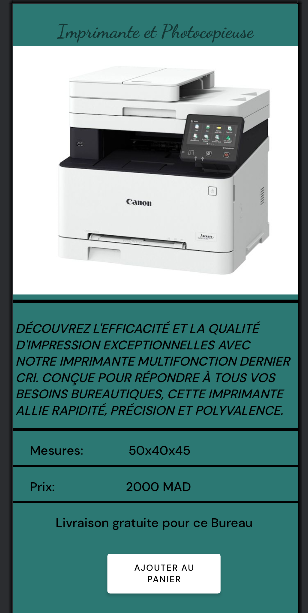 Imprimante et Photocopieuse
Canon
DÉCOUVREZ L'EFFICACITÉ ET LA QUALITÉ
D'IMPRESSION EXCEPTIONNELLES AVEC
NOTRE IMPRIMANTE MULTIFONCTION DERNIER
CRI. CONÇUE POUR RÉPONDRE À TOUS VOS
BESOINS BUREAUTIQUES, CETTE IMPRIMANTE
ALLIE RAPIDITÉ, PRÉCISION ET POLYVALENCE.
Mesures: 50x40x45
Prix: 2000 MAD
Livraison gratuite pour ce Bureau
AJOUTER AU
PANIER